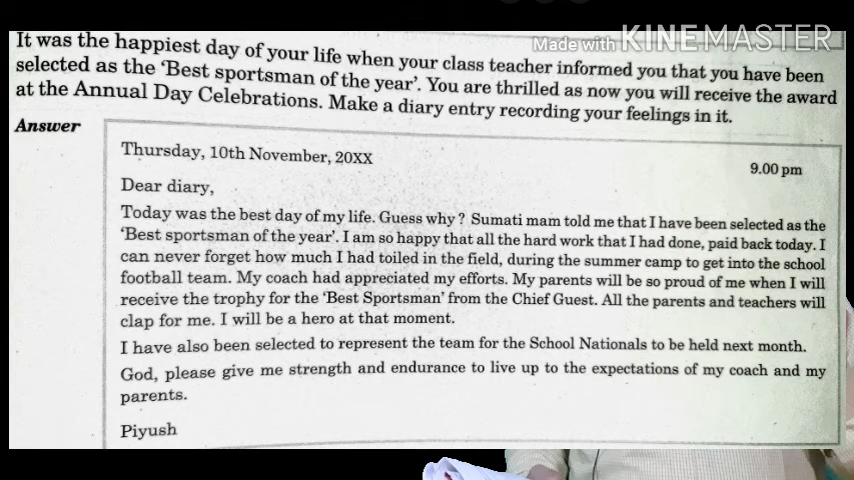 Made with KINEMASTER
It was the happiest day of your life when your class teacher informed you that you have been
selected as the ‘Best sportsman of the year’. You are thrilled as now you will receive the award
at the Annual Day Celebrations. Make a diary entry recording your feelings in it.
Answer
Thursday, 10th November, 20XX
9.00 pm
Dear diary,
Today was the best day of my life. Guess why? Sumati mam told me that I have been selected as the
‘Best sportsman of the year’. I am so happy that all the hard work that I had done, paid back today. I
can never forget how much I had toiled in the field, during the summer camp to get into the school
football team. My coach had appreciated my efforts. My parents will be so proud of me when I will
receive the trophy for the ‘Best Sportsman’ from the Chief Guest. All the parents and teachers will
clap for me. I will be a hero at that moment.
I have also been selected to represent the team for the School Nationals to be held next month.
God, please give me strength and endurance to live up to the expectations of my coach and my
parents.
Piyush